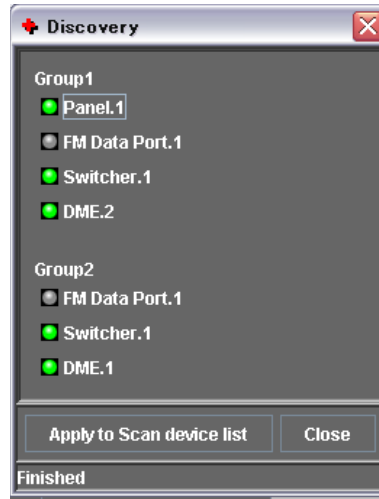 Discovery
Group1
Panel.1
FM Data Port.1
Switcher.1
DME.2
Group2
FM Data Port.1
Switcher.1
DME.1
Apply to Scan device list
Close
Finished